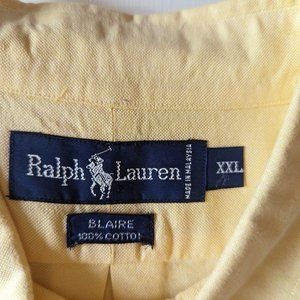 Ralph Lauren
MADE IN MALAYSIA
XXL
BLAIRE
100% COTTON